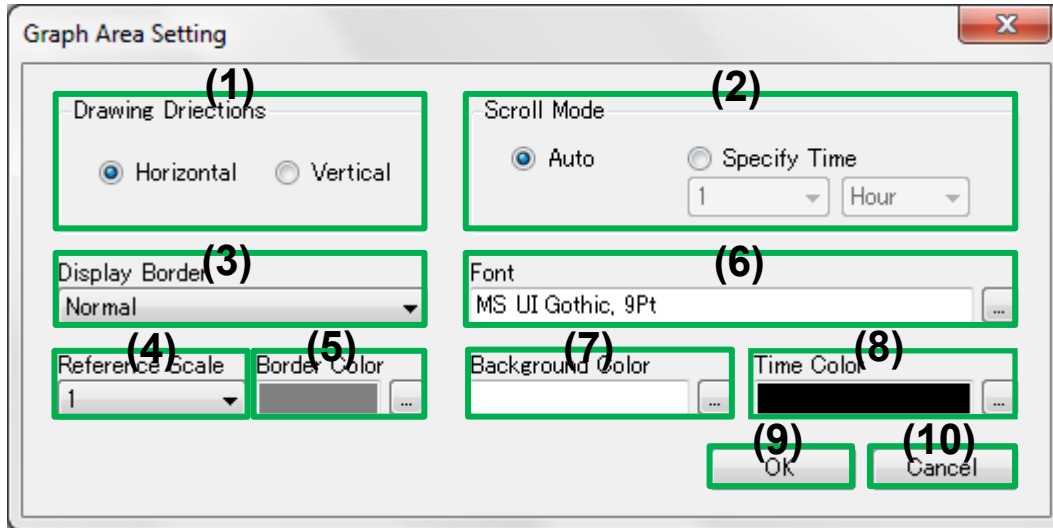 Graph Area Setting
(1)
(2)
Drawing Driections
Scroll Mode
Horizontal
Vertical
Auto
Specify Time
1
Hour
(3)
(6)
Display Border
Font
Normal
MS UI Gothic, 9Pt
...
(4)
(5)
(7)
(8)
Reference Scale
Border Color
Background Color
Time Color
1
...
...
...
(9)
(10)
OK
Cancel